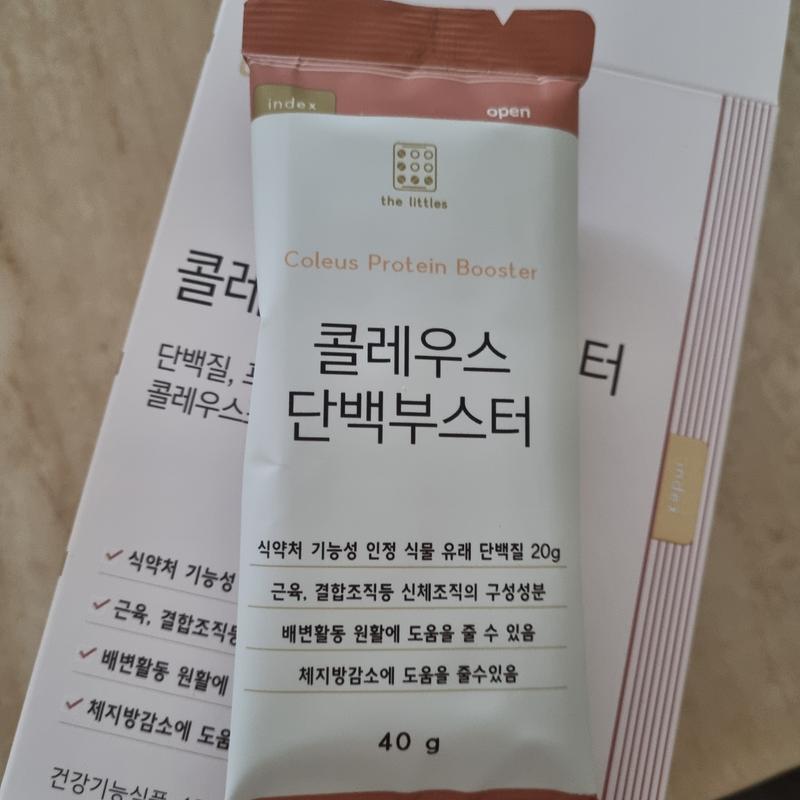 index
open
the littles
Coleus Protein Booster
콜레우스
단백부스터
식약처 기능성 인정 식물 유래 단백질 20g
근육, 결합조직등 신체조직의 구성성분
배변활동 원활에 도움을 줄 수 있음
체지방감소에 도움을 줄수있음
40 g
콜레
터
단백질,
콜레우스
index
식약처 기능성
근육, 결합조직등
배변활동 원활에
체지방감소에 도움
건강기능식품